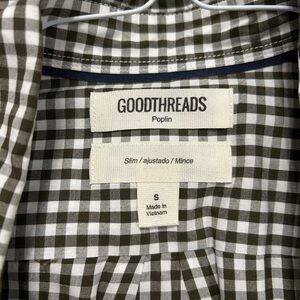 GOODTHREADS
Poplin
Slim / ajustado / Mince
S
Made in
Vietnam